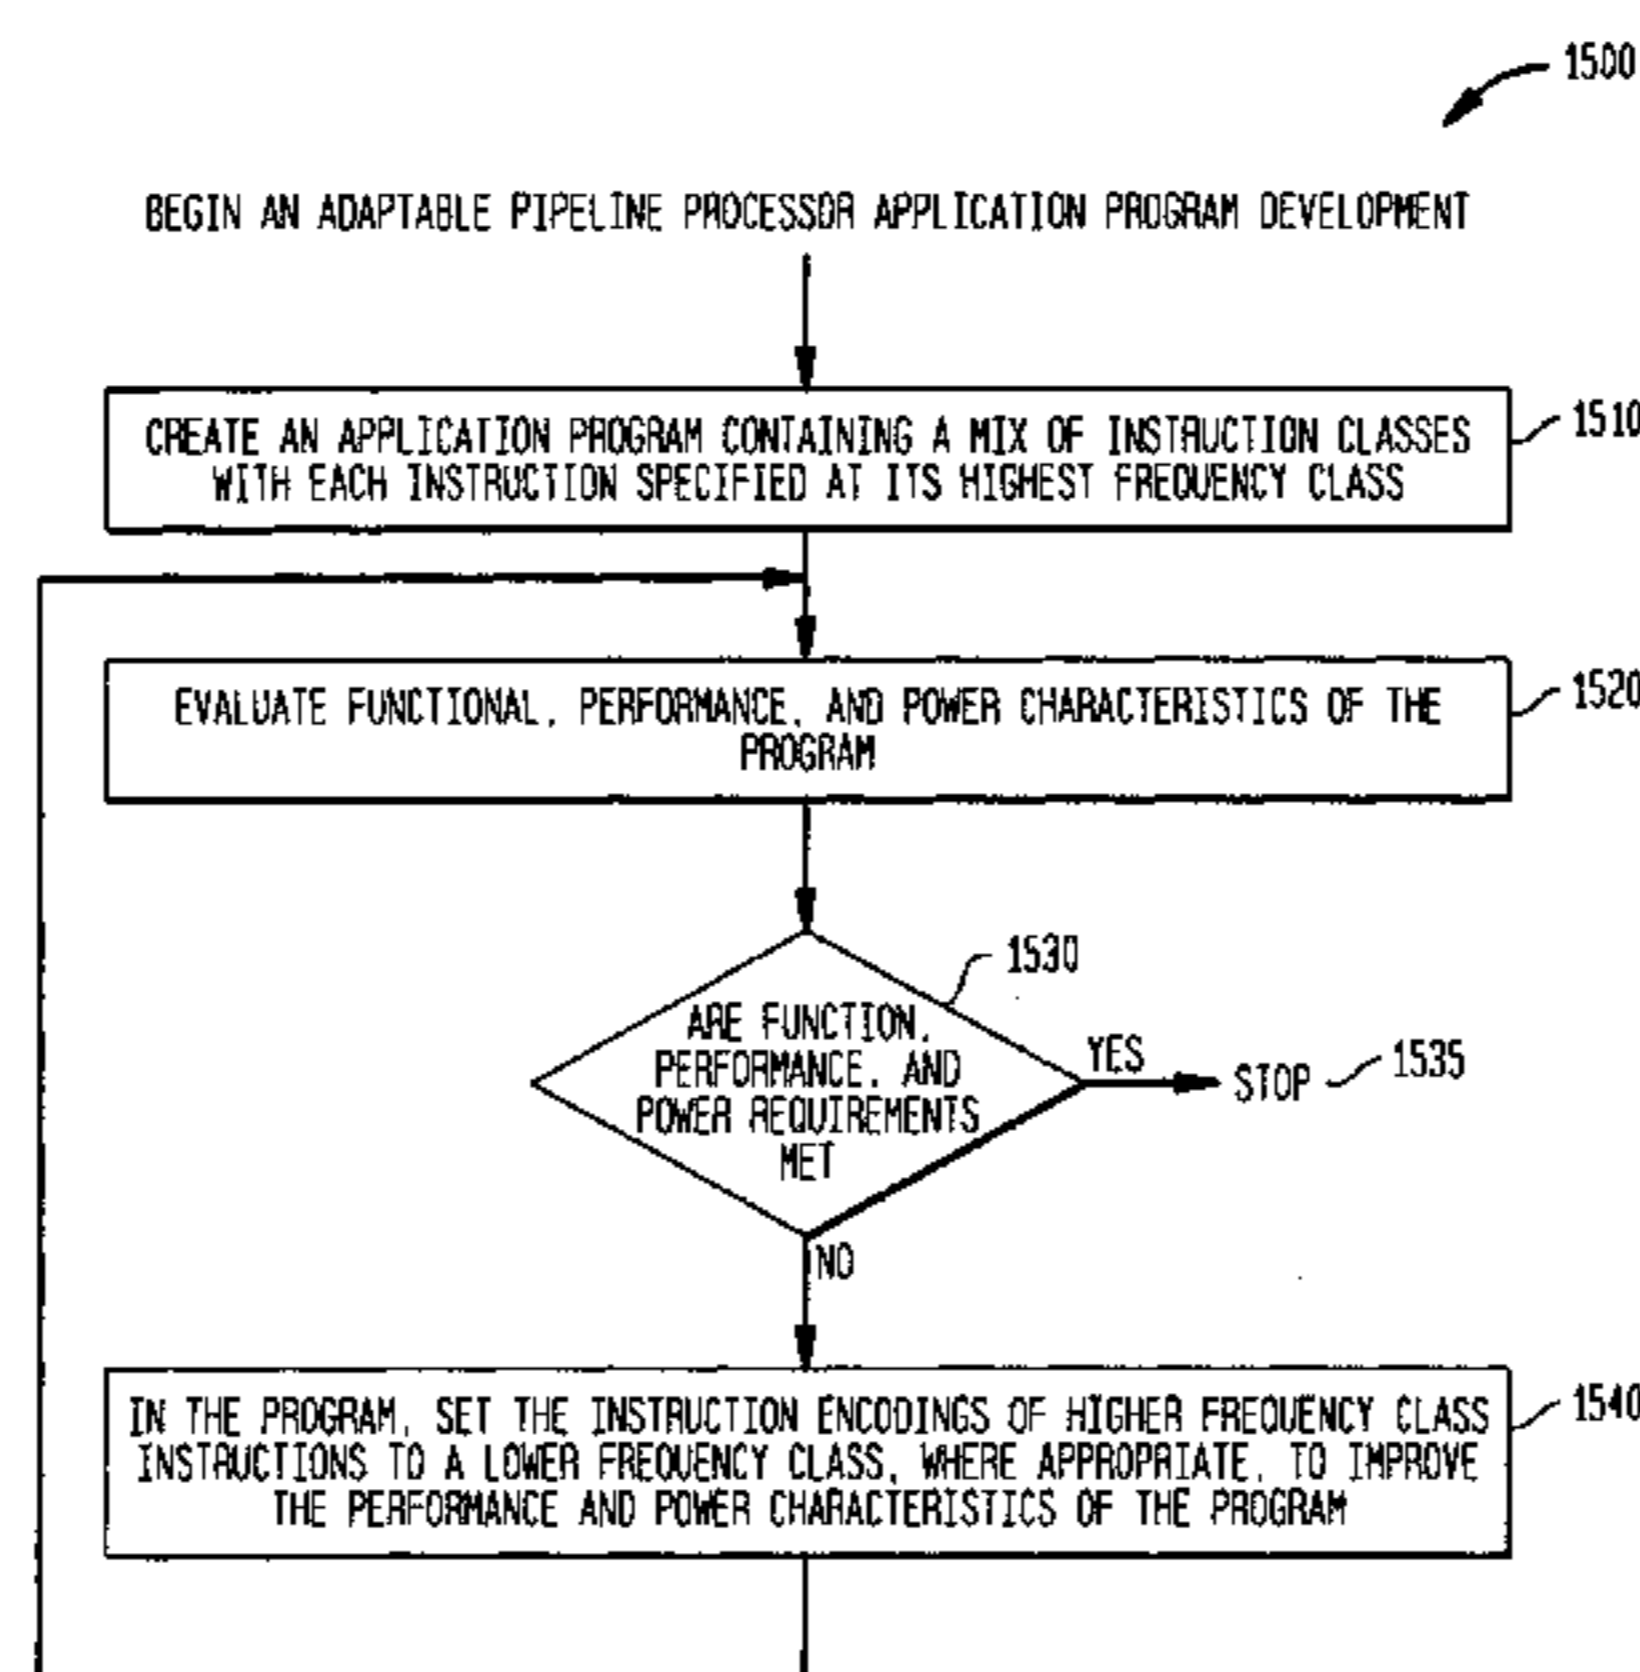 1500
BEGIN AN ADAPTABLE PIPELINE PROCESSOR APPLICATION PROGRAM DEVELOPMENT
CREATE AN APPLICATION PROGRAM CONTAINING A MIX OF INSTRUCTION CLASSES
WITH EACH INSTRUCTION SPECIFIED AT ITS HIGHEST FREQUENCY CLASS
1510
EVALUATE FUNCTIONAL, PERFORMANCE, AND POWER CHARACTERISTICS OF THE
PROGRAM
1520
1530
ARE FUNCTION,
PERFORMANCE, AND
POWER REQUIREMENTS
MET
YES
STOP
1535
NO
IN THE PROGRAM, SET THE INSTRUCTION ENCODINGS OF HIGHER FREQUENCY CLASS
INSTRUCTIONS TO A LOWER FREQUENCY CLASS, WHERE APPROPRIATE, TO IMPROVE
THE PERFORMANCE AND POWER CHARACTERISTICS OF THE PROGRAM
1540